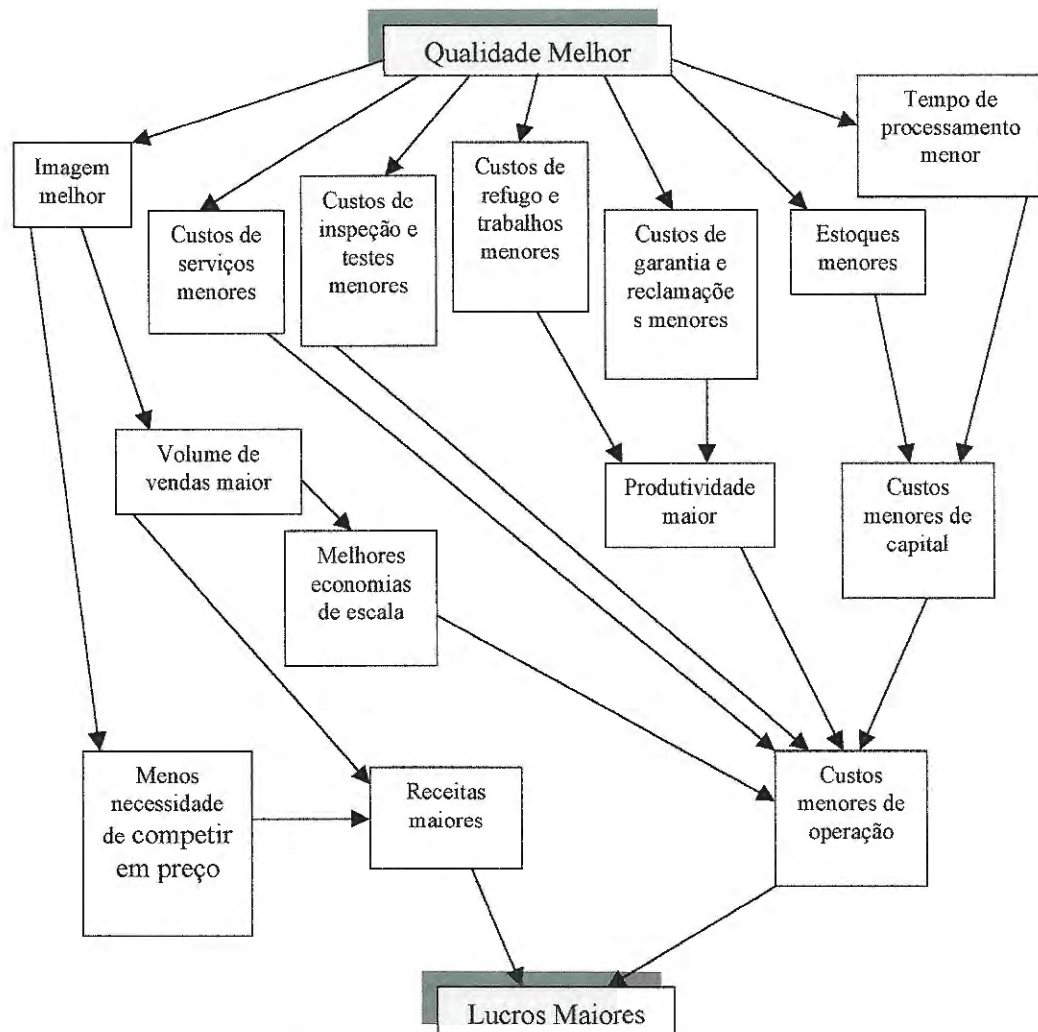 Qualidade Melhor
Tempo de
processamento
menor
Imagem
melhor
Custos de
serviços
menores
Custos de
inspeção e
testes
menores
Custos de
refugo e
trabalhos
menores
Custos de
garantia e
reclamaçõe
s menores
Estoques
menores
Volume de
vendas maior
Melhores
economias
de escala
Produtividade
maior
Custos
menores de
capital
Menos
necessidade
de competir
em preço
Receitas
maiores
Custos
menores de
operação
Lucros Maiores